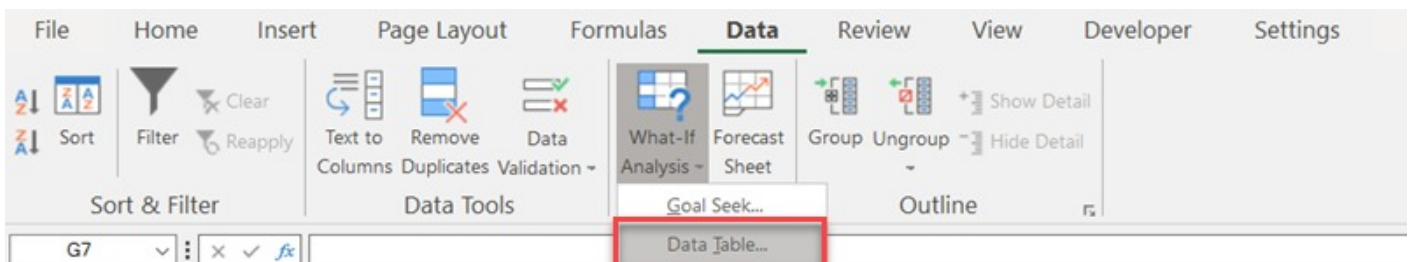 File Home Insert Page Layout Formulas Data Review View Developer Settings
Sort Filter Clear Reapply Text to Columns Remove Duplicates Data Validation What-If Analysis Forecast Sheet Group Ungroup Show Detail Hide Detail
Sort & Filter Data Tools Outline
Goal Seek...
Data Table...
G7 fx